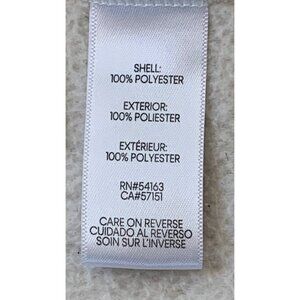 SHELL:
100% POLYESTER
EXTERIOR:
100% POLIESTER
EXTÉRIEUR:
100% POLYESTER
RN#54163
CA#57151
CARE ON REVERSE
CUIDADO AL REVERSO
SOIN SUR L'INVERSE